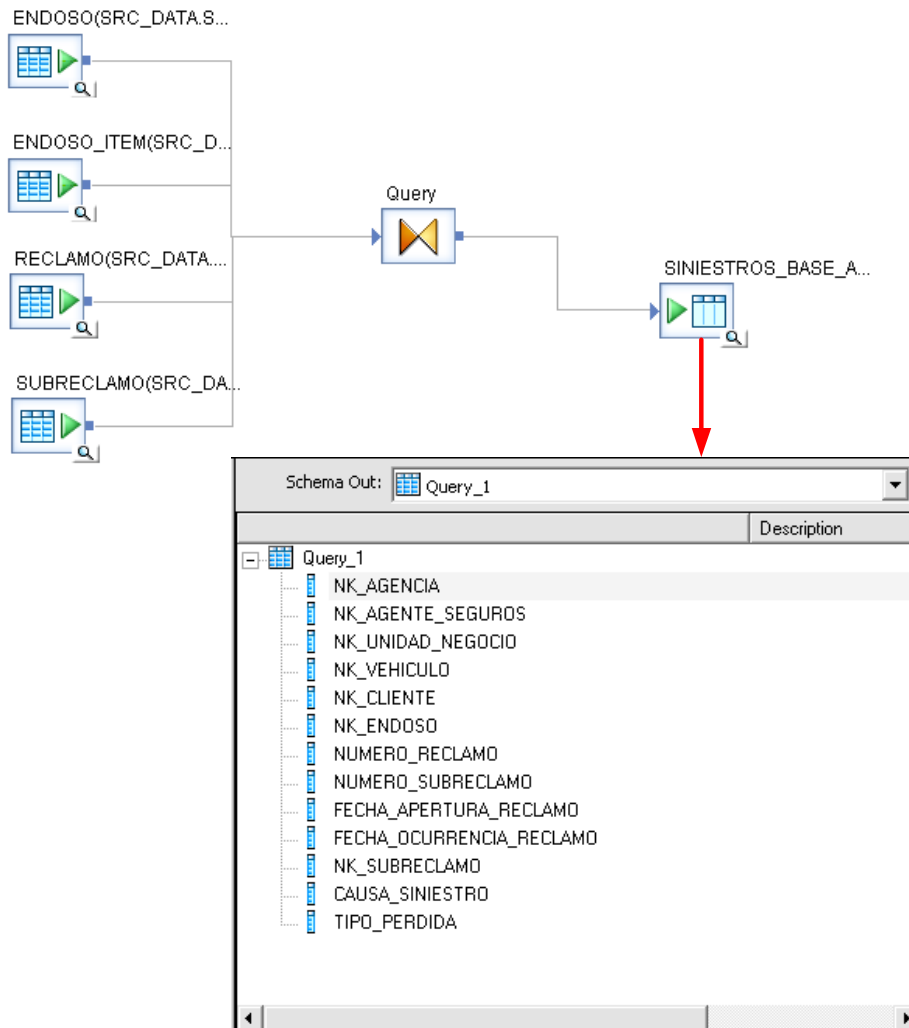 ENDOSO(SRC_DATA.S...
ENDOSO_ITEM(SRC_D...
RECLAMO(SRC_DATA....
SUBRECLAMO(SRC_DA...
Query
SINIESTROS_BASE_A...
Schema Out: Query_1
Description
Query_1
NK_AGENCIA
NK_AGENTE_SEGUROS
NK_UNIDAD_NEGOCIO
NK_VEHICULO
NK_CLIENTE
NK_ENDOSO
NUMERO_RECLAMO
NUMERO_SUBRECLAMO
FECHA_APERTURA_RECLAMO
FECHA_OCURRENCIA_RECLAMO
NK_SUBRECLAMO
CAUSA_SINIESTRO
TIPO_PERDIDA